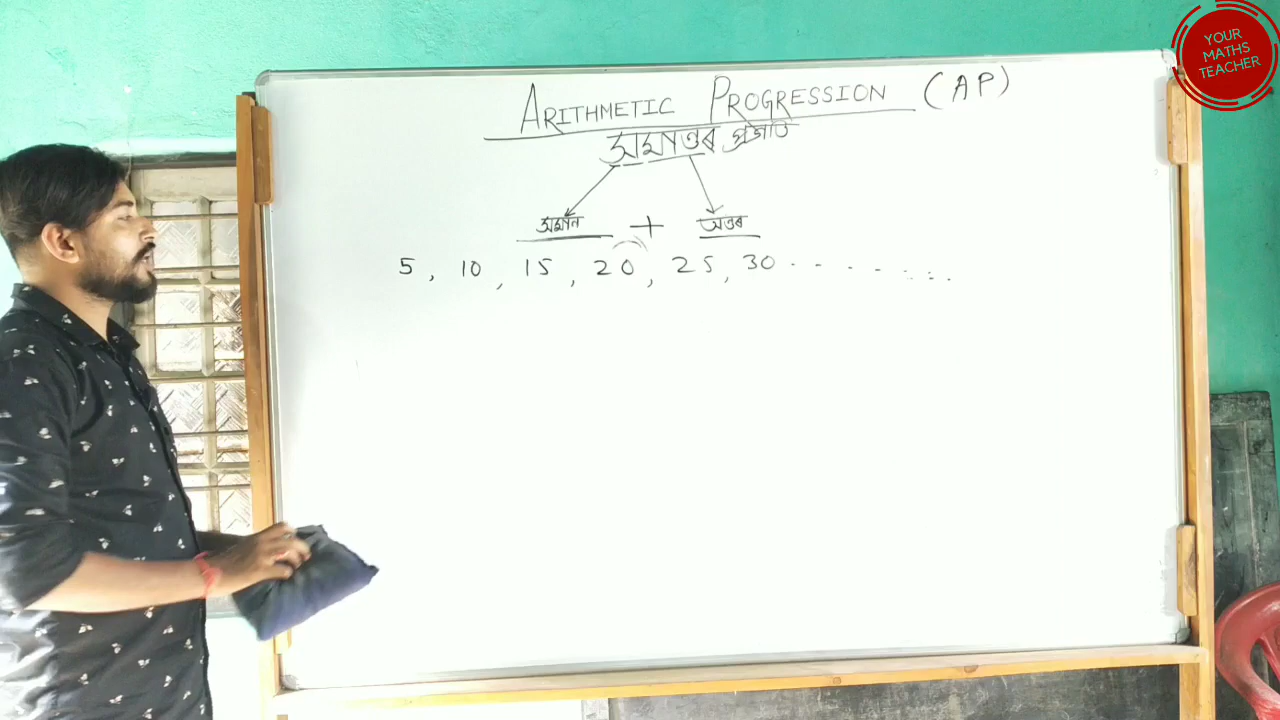 ARITHMETIC PROGRESSION (AP)
সমান্তৰ প্ৰগতি
সমান + অন্তৰ
5, 10, 15, 20, 25, 30 . . . . . . . .
YOUR
MATHS
TEACHER